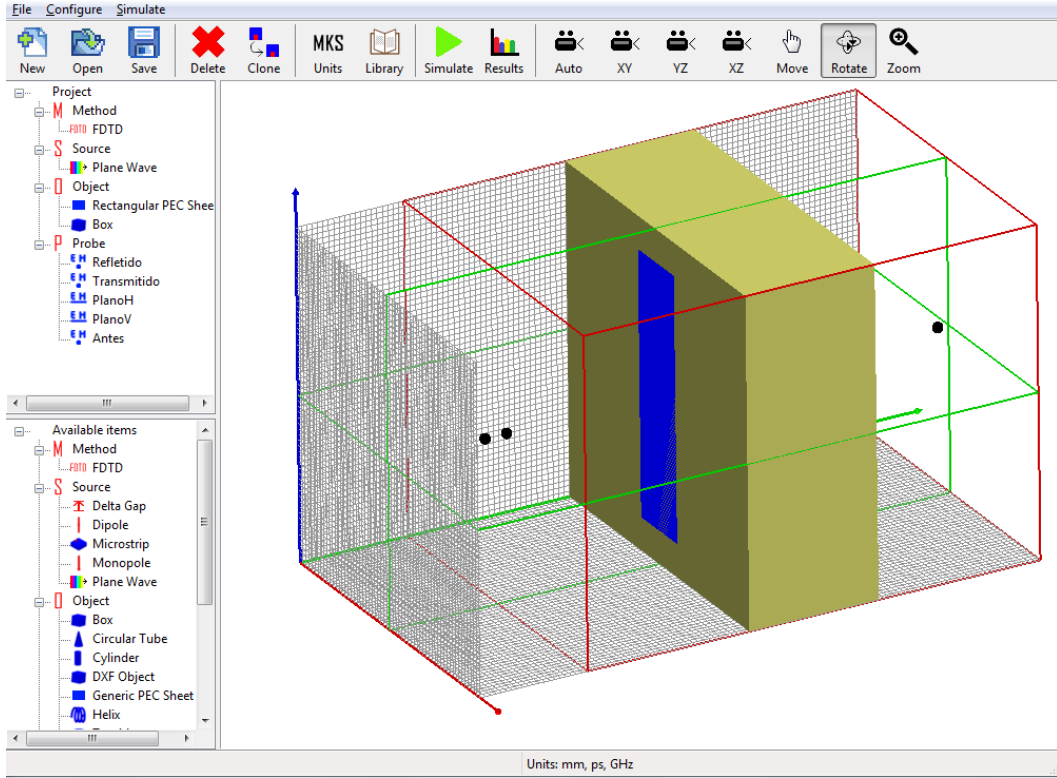 File Configure Simulate
MKS
New Open Save Delete Clone Units Library Simulate Results Auto XY YZ XZ Move Rotate Zoom
Project
M Method
FDTD FDTD
S Source
Plane Wave
Object
Rectangular PEC Shee
Box
P Probe
E M Refletido
E M Transmitido
E M PlanoH
E M PlanoV
E M Antes
Available items
M Method
FDTD FDTD
S Source
Delta Gap
Dipole
Microstrip
Monopole
Plane Wave
Object
Box
Circular Tube
Cylinder
DXF Object
Generic PEC Sheet
Helix
Units: mm, ps, GHz